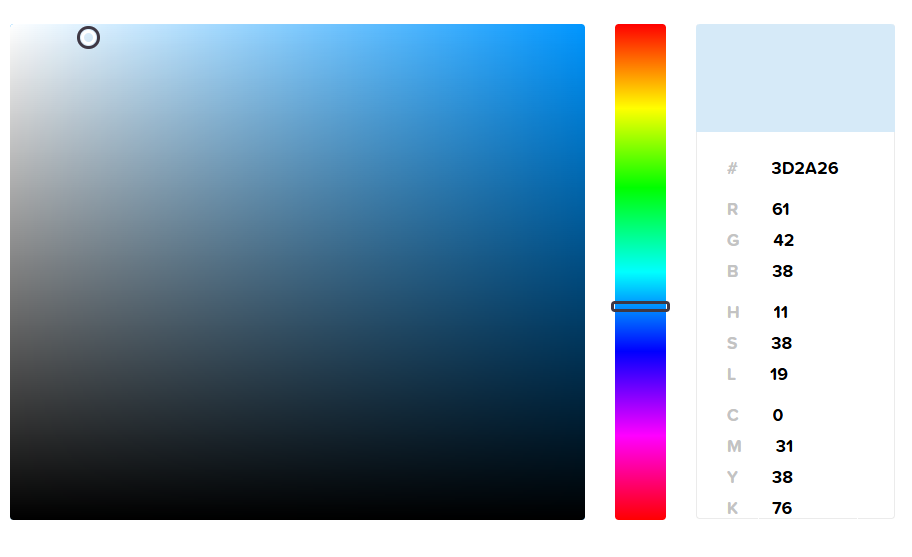 # 3D2A26
R 61
G 42
B 38
H 11
S 38
L 19
C 0
M 31
Y 38
K 76